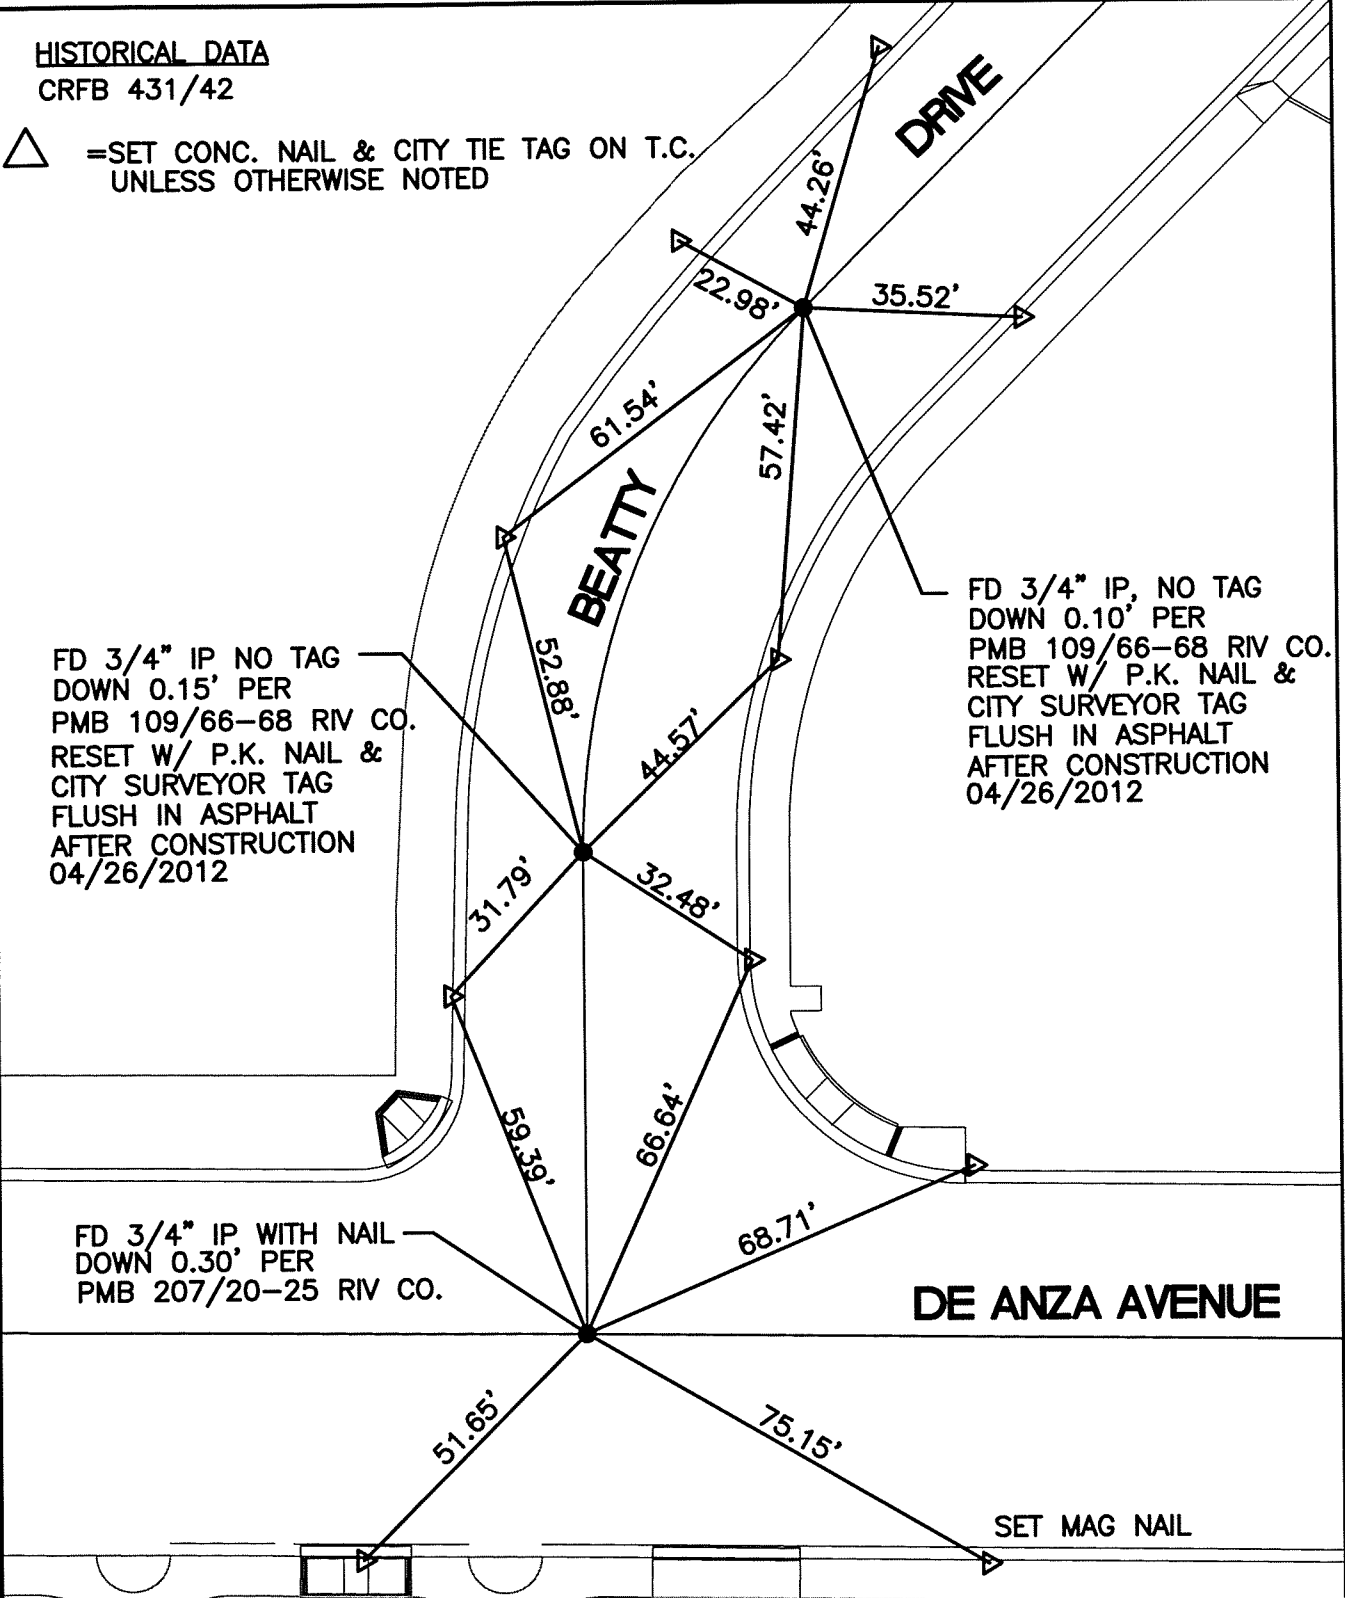 HISTORICAL DATA
CRFB 431/42
=SET CONC. NAIL & CITY TIE TAG ON T.C.
UNLESS OTHERWISE NOTED
DRIVE
44.26'
22.98'
35.52'
61.54'
57.42'
BEATTY
FD 3/4" IP, NO TAG
DOWN 0.10' PER
PMB 109/66-68 RIV CO.
RESET W/ P.K. NAIL &
CITY SURVEYOR TAG
FLUSH IN ASPHALT
AFTER CONSTRUCTION
04/26/2012
FD 3/4" IP NO TAG
DOWN 0.15' PER
PMB 109/66-68 RIV CO.
RESET W/ P.K. NAIL &
CITY SURVEYOR TAG
FLUSH IN ASPHALT
AFTER CONSTRUCTION
04/26/2012
52.88'
44.57'
31.79'
32.48'
59.39'
66.64'
68.71'
FD 3/4" IP WITH NAIL
DOWN 0.30' PER
PMB 207/20-25 RIV CO.
DE ANZA AVENUE
51.65'
75.15'
SET MAG NAIL